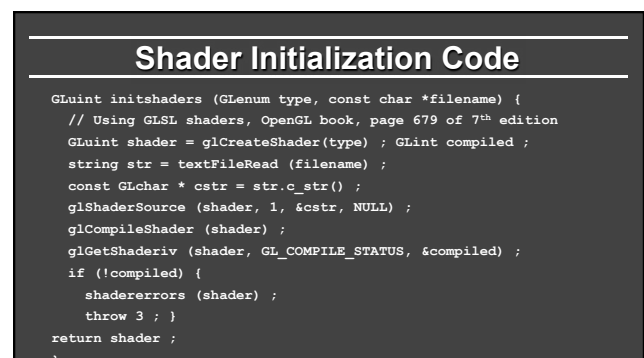 Shader Initialization Code
GLuint initshaders (GLenum type, const char *filename) {
// Using GLSL shaders, OpenGL book, page 679 of 7th edition
GLuint shader = glCreateShader(type) ; GLint compiled ;
string str = textFileRead (filename) ;
const GLchar * cstr = str.c_str() ;
glShaderSource (shader, 1, &cstr, NULL) ;
glCompileShader (shader) ;
glGetShaderiv (shader, GL_COMPILE_STATUS, &compiled) ;
if (!compiled) {
shadererrors (shader) ;
throw 3 ; }
return shader ;
}